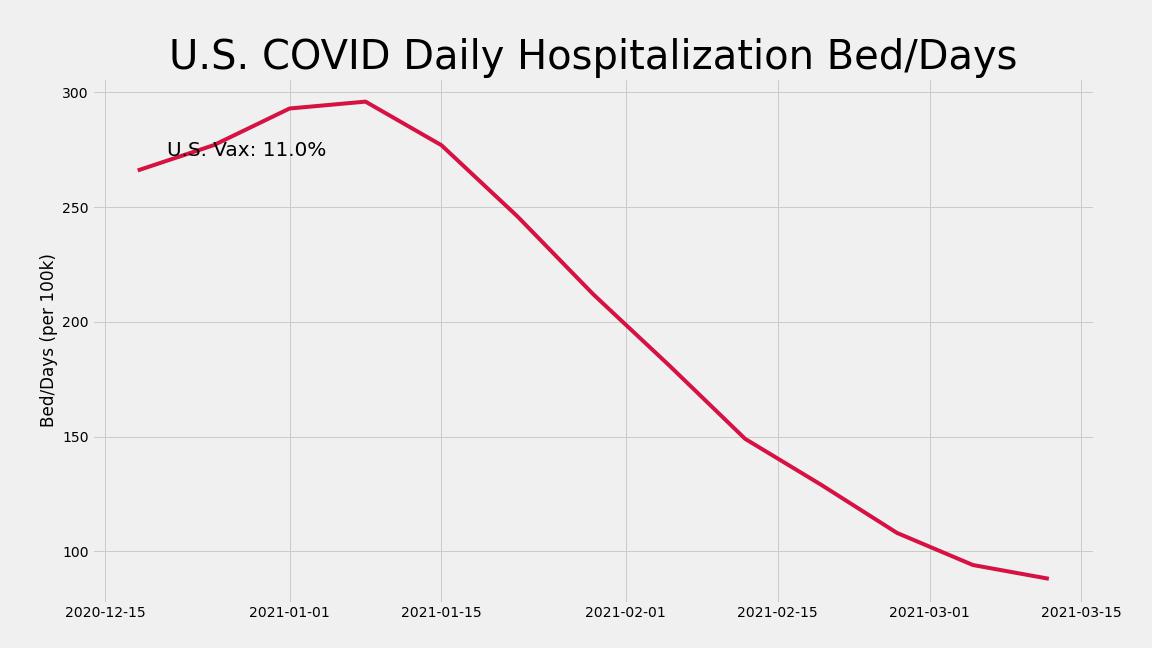 U.S. COVID Daily Hospitalization Bed/Days
300
U.S. Vax: 11.0%
250
200
150
100
Bed/Days (per 100k)
2020-12-15 2021-01-01 2021-01-15 2021-02-01 2021-02-15 2021-03-01 2021-03-15